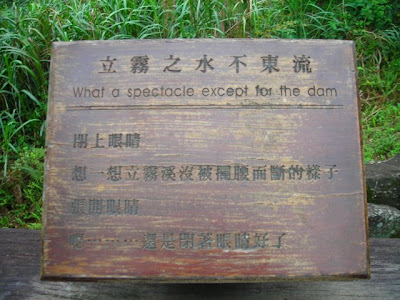 立霧之水不東流
What a spectacle except for the dam
閉上眼睛
想一想立霧溪沒被攔腰而斷的樣子
張開眼睛
………還是閉著眼睛好了